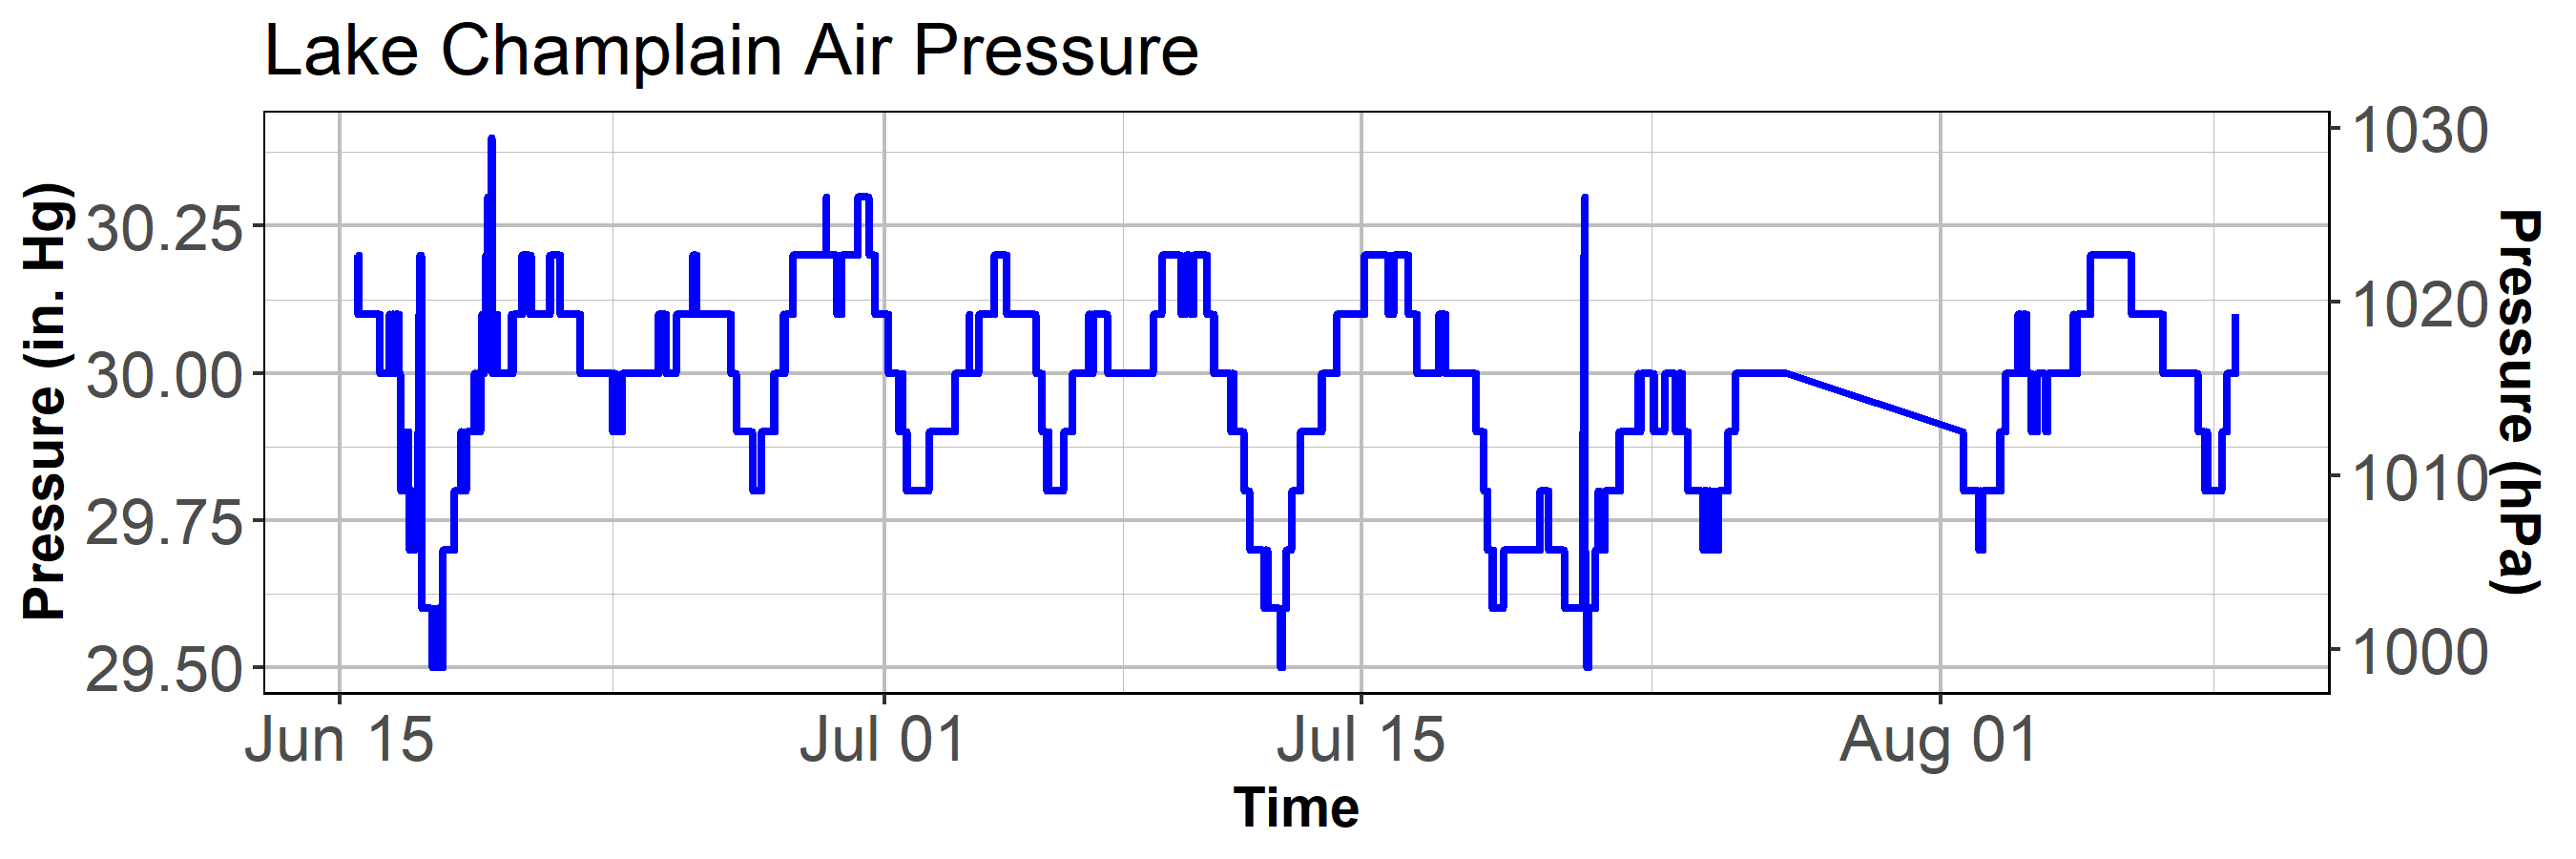 Lake Champlain Air Pressure
Pressure (in. Hg)
30.25
30.00
29.75
29.50
1030
1020
1010
1000
Pressure (hPa)
Jun 15
Jul 01
Jul 15
Aug 01
Time